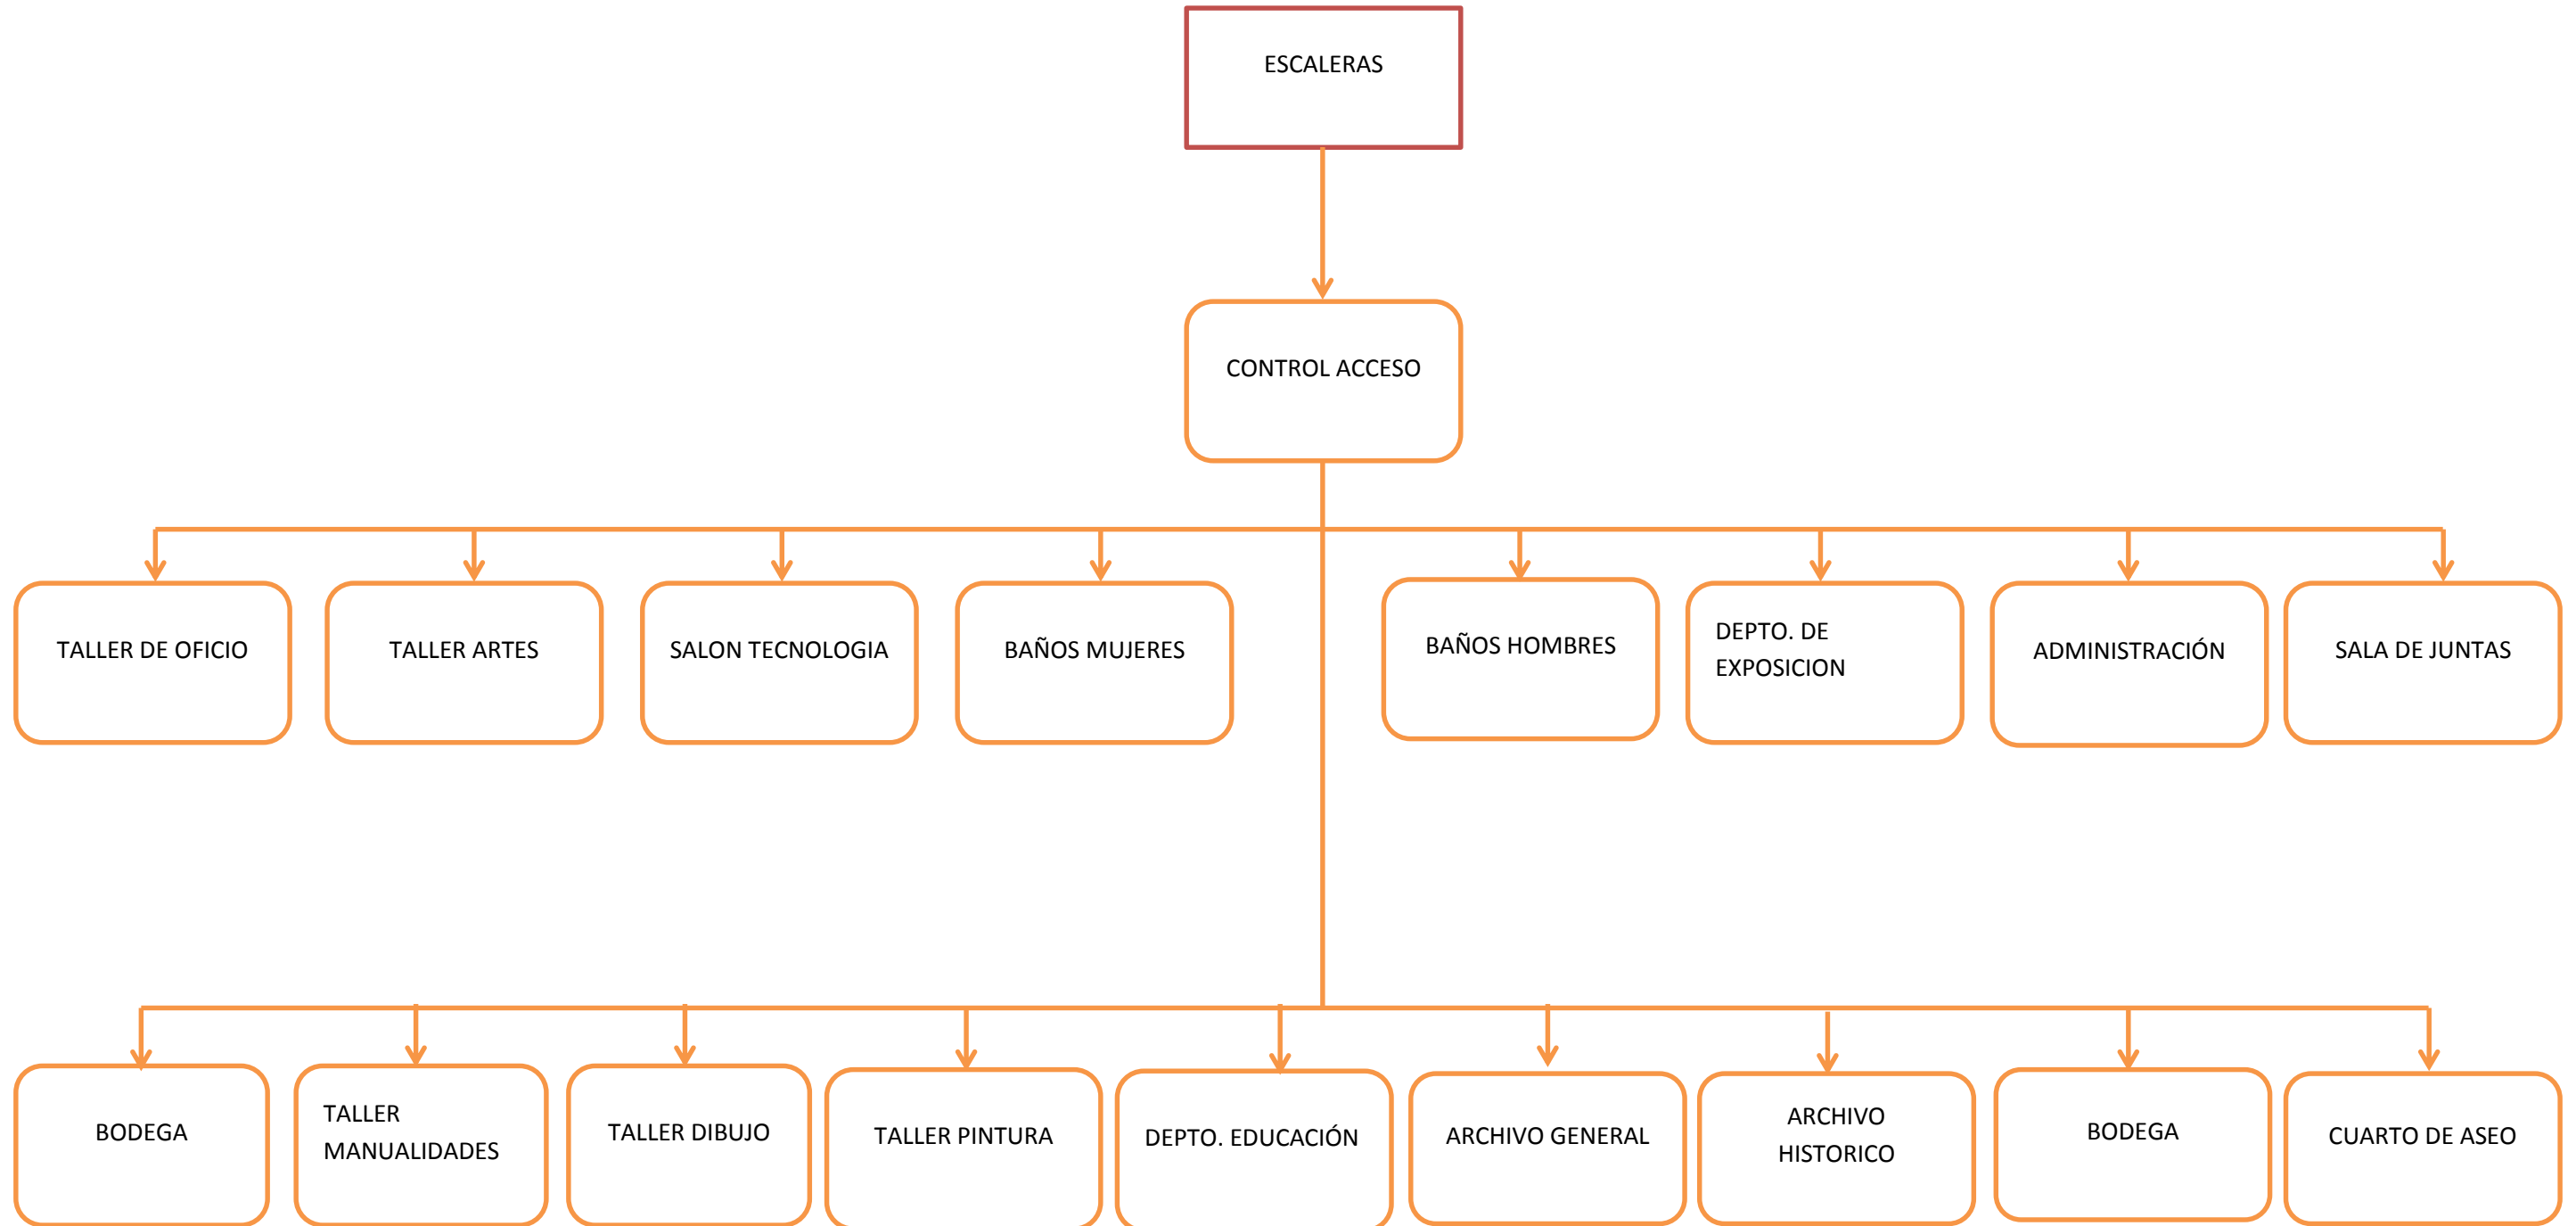 ESCALERAS
CONTROL ACCESO
TALLER DE OFICIO
TALLER ARTES
SALON TECNOLOGIA
BAÑOS MUJERES
BAÑOS HOMBRES
DEPTO. DE
EXPOSICION
ADMINISTRACIÓN
SALA DE JUNTAS
BODEGA
TALLER
MANUALIDADES
TALLER DIBUJO
TALLER PINTURA
DEPTO. EDUCACIÓN
ARCHIVO GENERAL
ARCHIVO
HISTORICO
BODEGA
CUARTO DE ASEO